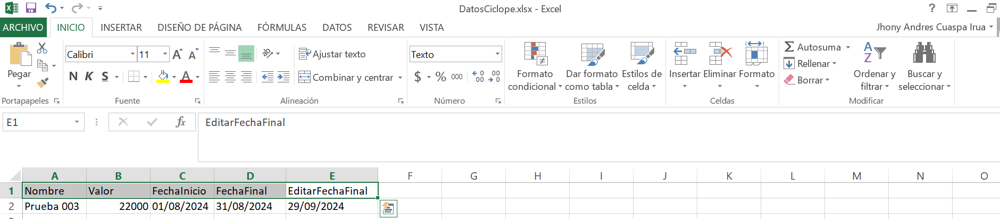 DatosCiclope.xlsx - Excel
ARCHIVO INICIO INSERTAR DISEÑO DE PÁGINA FÓRMULAS DATOS REVISAR VISTA Jhony Andres Cuaspa Irua
Pegar
Portapapeles
Calibri 11
N K S A
Fuente
Ajustar texto
Combinar y centrar
Alineación
Texto
$ % 000
Número
Formato condicional
Dar formato como tabla
Estilos de celda
Estilos
Insertar Eliminar Formato
Celdas
Autosuma
Rellenar
Borrar
Ordenar y filtrar
Buscar y seleccionar
Modificar
E1 fx EditarFechaFinal
A B C D E F G H I J K L M N O
1 Nombre Valor FechaInicio FechaFinal EditarFechaFinal
2 Prueba 003 22000 01/08/2024 31/08/2024 29/09/2024